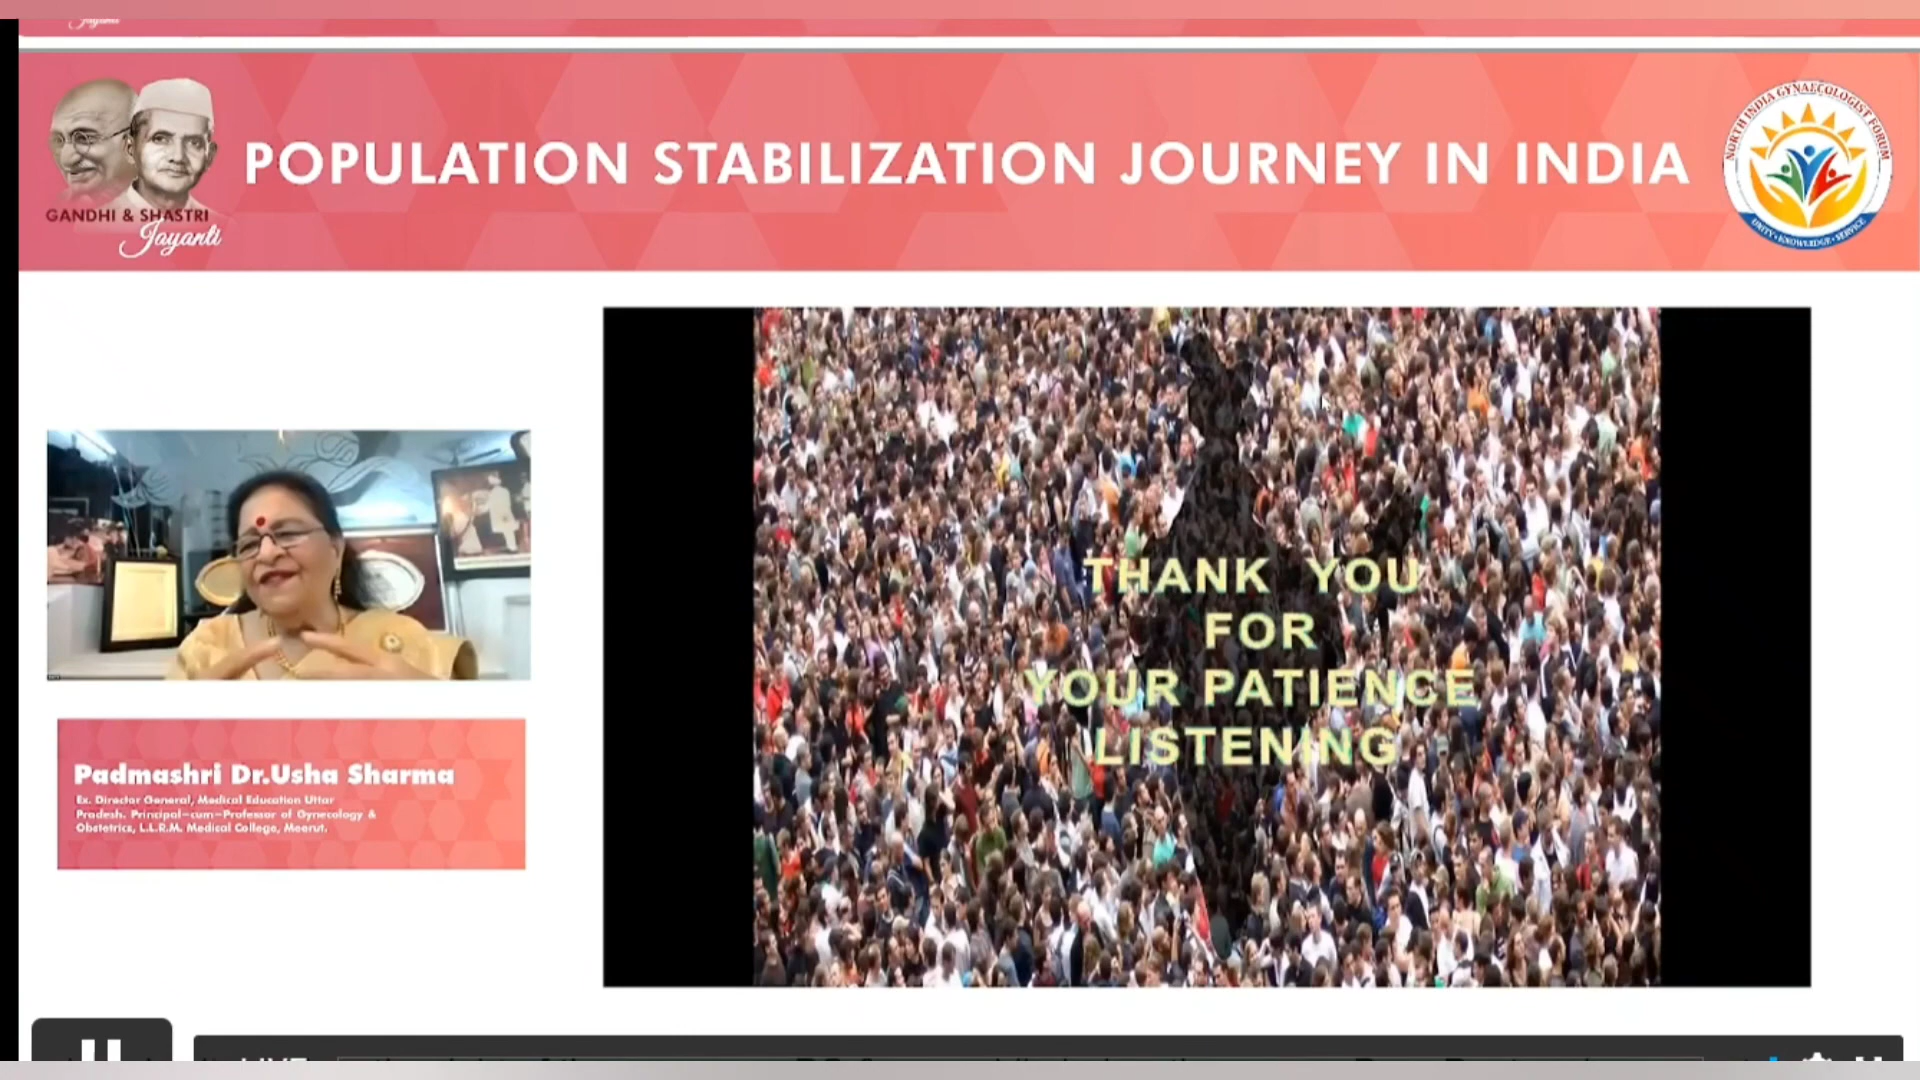 Jayanti
GANDHI & SHASTRI
Jayanti
POPULATION STABILIZATION JOURNEY IN INDIA
NORTH INDIA GYNAECOLOGIST FORUM
UNITY • KNOWLEDGE • SERVICE
THANK YOU
FOR
YOUR PATIENCE
LISTENING
Padmashri Dr.Usha Sharma
Ex. Director General, Medical Education Uttar
Pradesh. Principal-cum-Professor of Gynecology &
Obstetrics, L.L.R.M. Medical College, Meerut.
LIVE